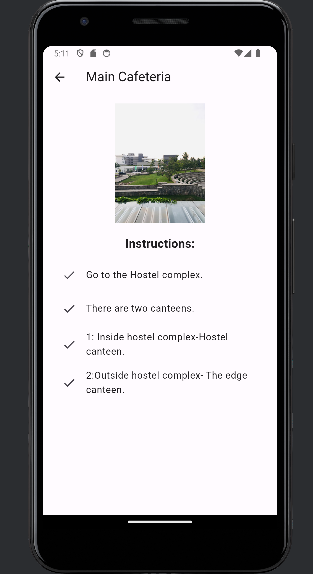 5:11
Main Cafeteria
Instructions:
Go to the Hostel complex.
There are two canteens.
1: Inside hostel complex-Hostel
canteen.
2:Outside hostel complex- The edge
canteen.